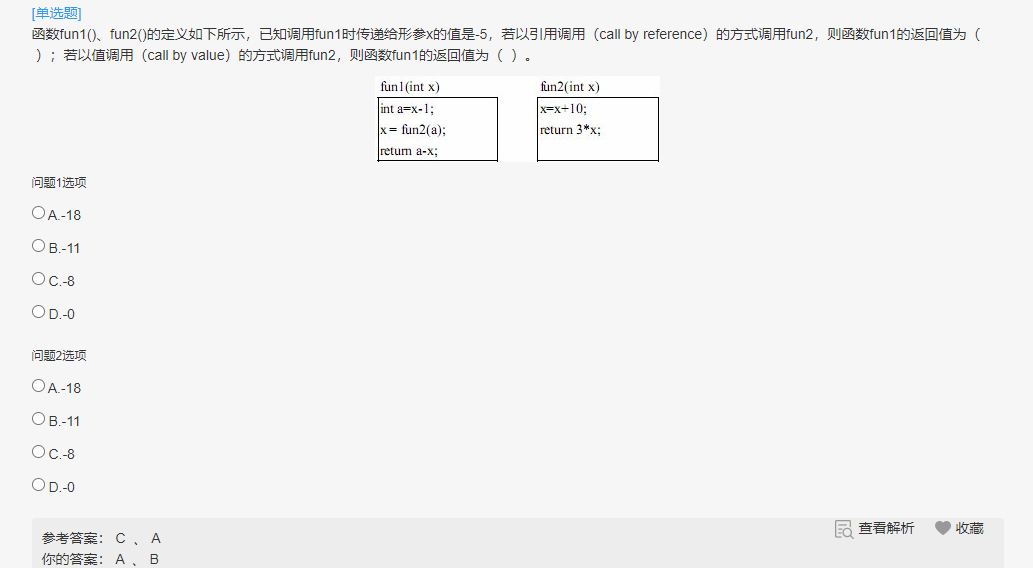 [单选题]
函数fun1()、fun2()的定义如下所示，已知调用fun1时传递给形参x的值是-5，若以引用调用（call by reference）的方式调用fun2，则函数fun1的返回值为（
）；若以值调用（call by value）的方式调用fun2，则函数fun1的返回值为（ ）。
fun1(int x) fun2(int x)
int a=x-1; x=x+10;
x = fun2(a); return 3*x;
return a-x;
问题1选项
A.-18
B.-11
C.-8
D.-0
问题2选项
A.-18
B.-11
C.-8
D.-0
查看解析 收藏
参考答案： C 、 A
你的答案： A 、 B